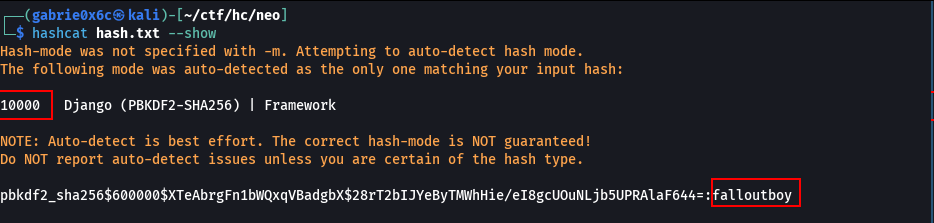 ┌──(gabrie0x6c㉿kali)-[~/ctf/hc/neo]
└─$ hashcat hash.txt --show
Hash-mode was not specified with -m. Attempting to auto-detect hash mode.
The following mode was auto-detected as the only one matching your input hash:
10000 Django (PBKDF2-SHA256) | Framework
NOTE: Auto-detect is best effort. The correct hash-mode is NOT guaranteed!
Do NOT report auto-detect issues unless you are certain of the hash type.
pbkdf2_sha256$600000$XTeAbrgFn1bWQxqVBadgbX$28rT2bIJYeByTMWhHie/eI8gcUOuNLjb5UPRAlaF644=:falloutboy